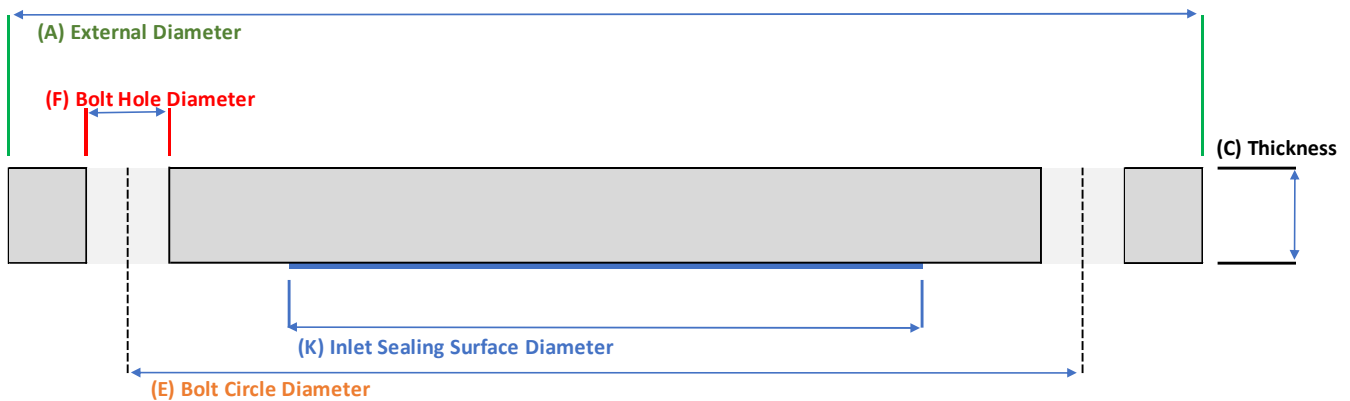 (A) External Diameter
(F) Bolt Hole Diameter
(C) Thickness
(K) Inlet Sealing Surface Diameter
(E) Bolt Circle Diameter